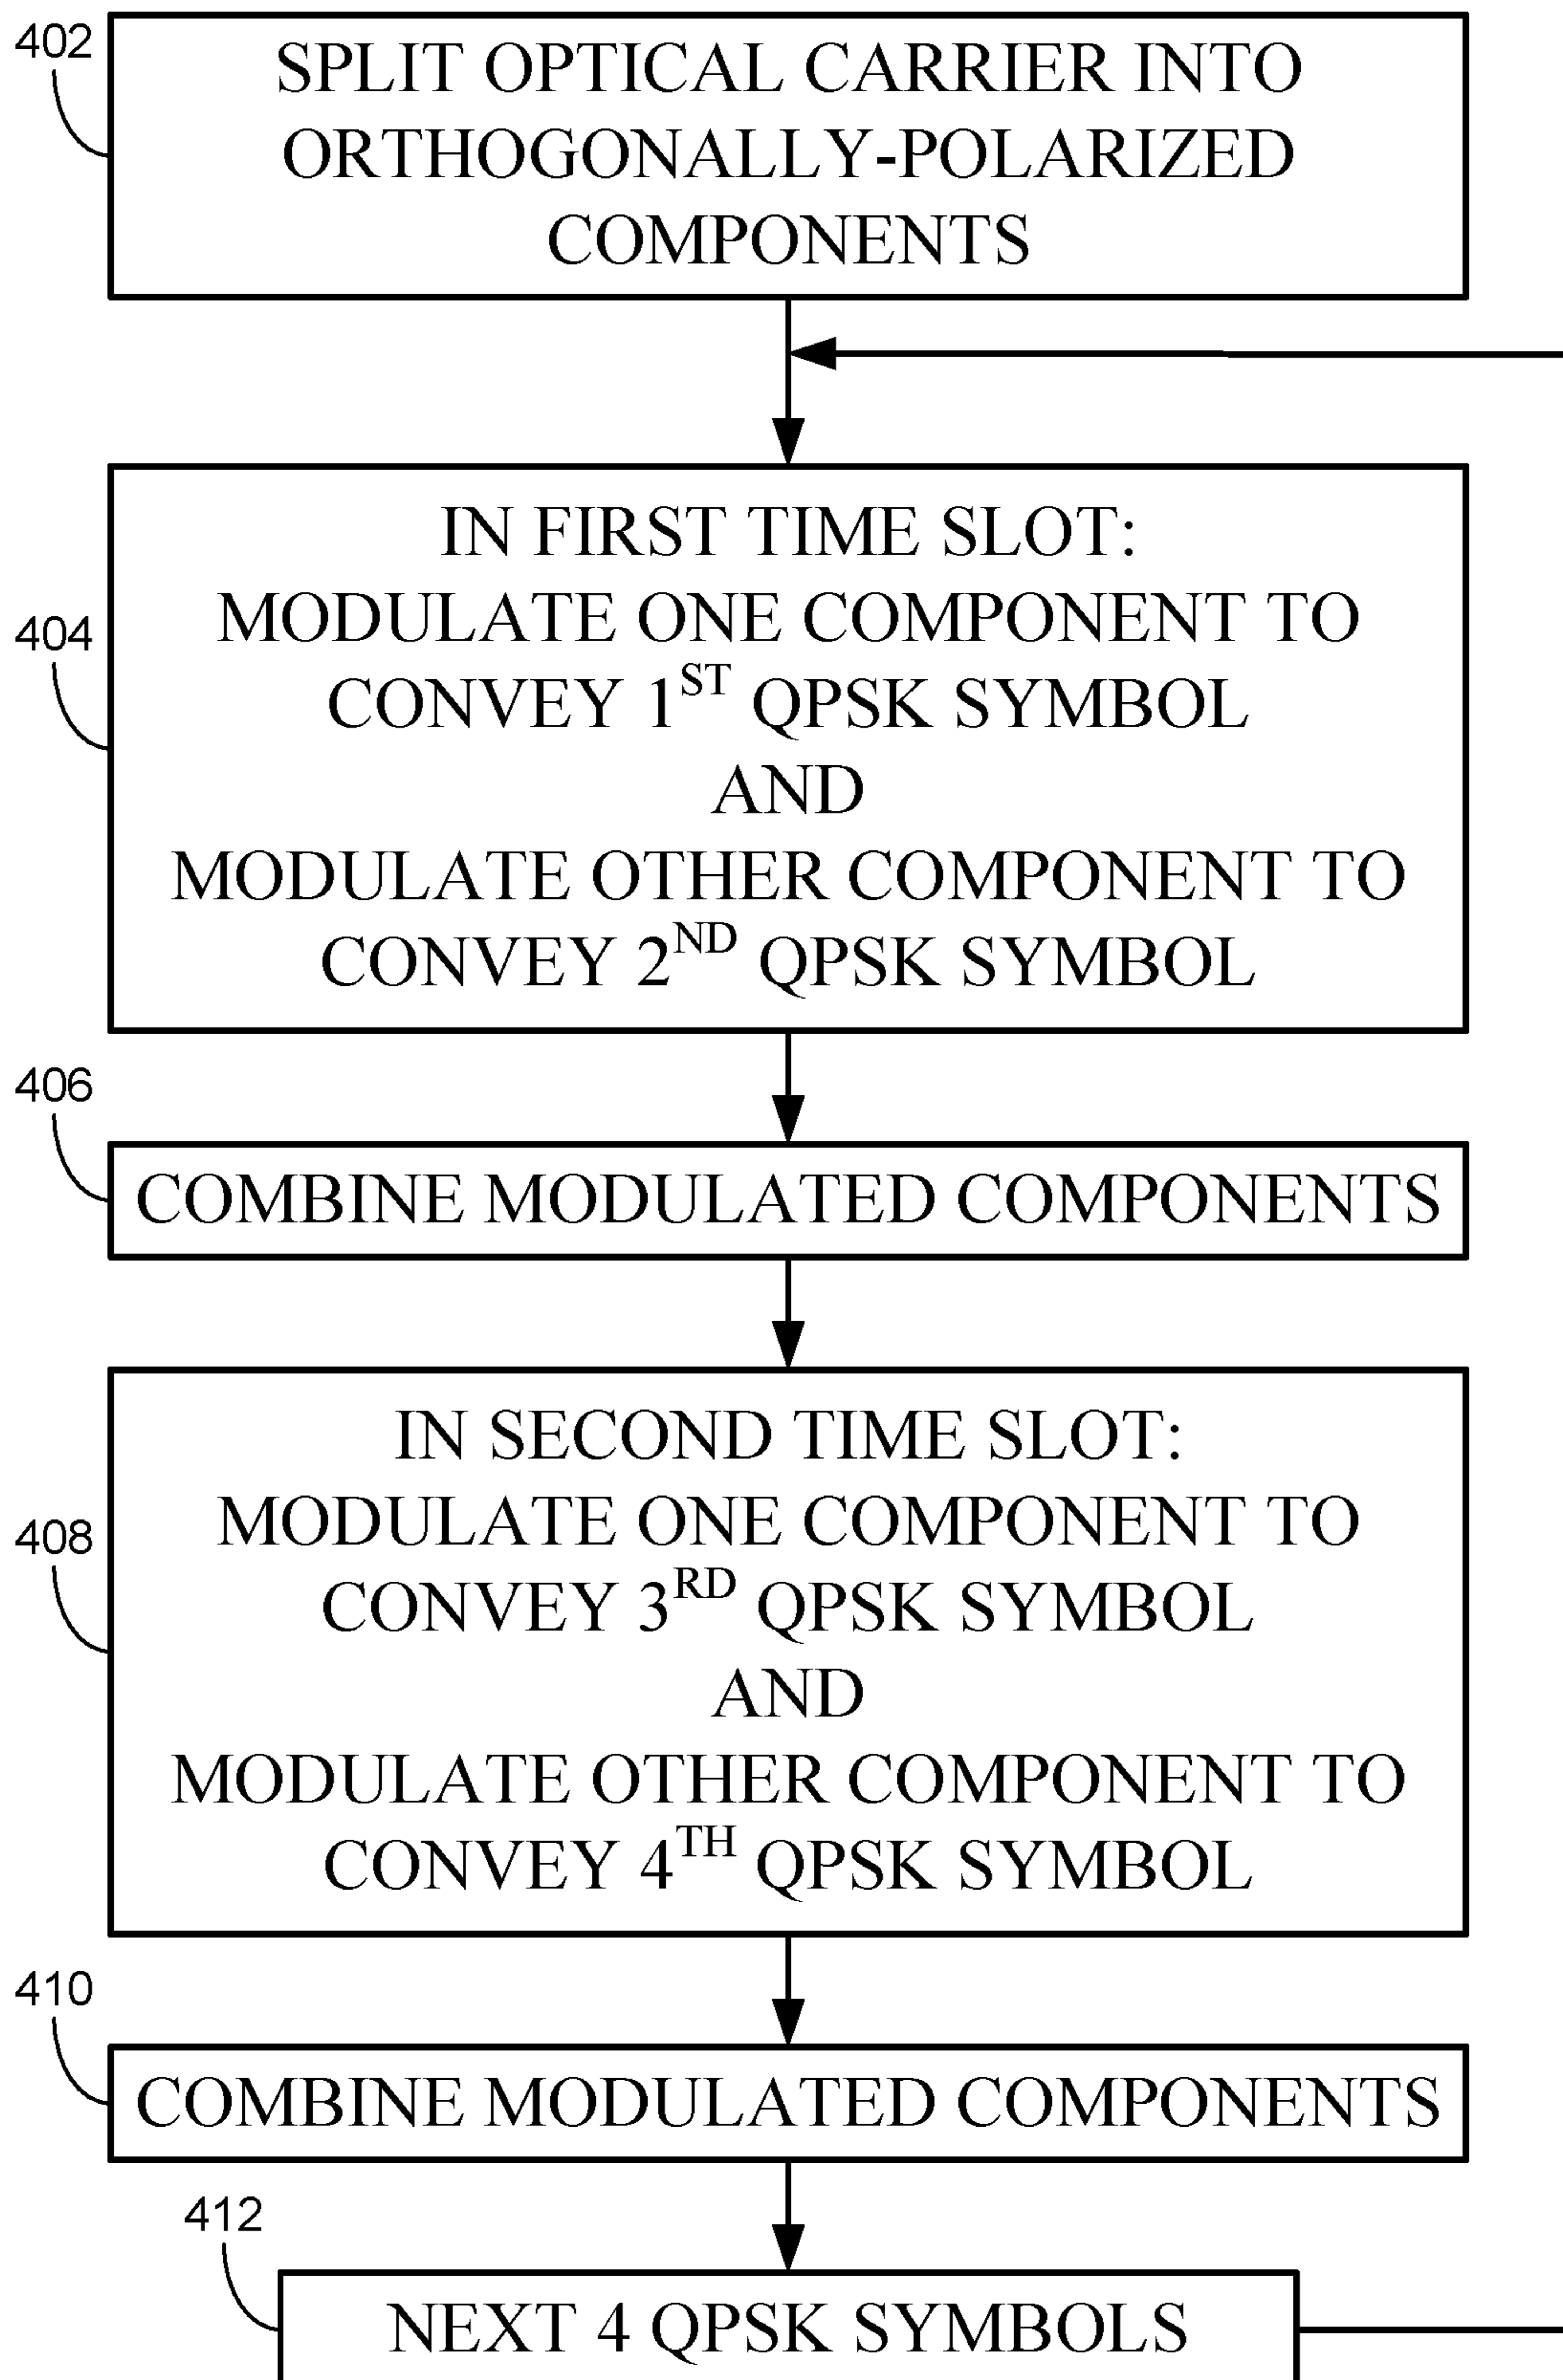 402
SPLIT OPTICAL CARRIER INTO
ORTHOGONALLY-POLARIZED
COMPONENTS
404
IN FIRST TIME SLOT:
MODULATE ONE COMPONENT TO
CONVEY 1ST QPSK SYMBOL
AND
MODULATE OTHER COMPONENT TO
CONVEY 2ND QPSK SYMBOL
406
COMBINE MODULATED COMPONENTS
408
IN SECOND TIME SLOT:
MODULATE ONE COMPONENT TO
CONVEY 3RD QPSK SYMBOL
AND
MODULATE OTHER COMPONENT TO
CONVEY 4TH QPSK SYMBOL
410
COMBINE MODULATED COMPONENTS
412
NEXT 4 QPSK SYMBOLS